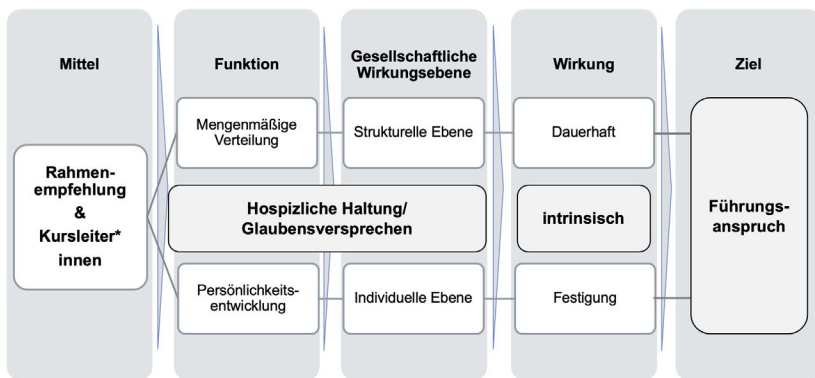 Mittel
Funktion
Gesellschaftliche
Wirkungsebene
Wirkung
Ziel
Rahmen-
empfehlung
&
Kursleiter*
innen
Mengenmäßige
Verteilung
Strukturelle Ebene
Dauerhaft
Hospizliche Haltung/
Glaubensversprechen
intrinsisch
Führungs-
anspruch
Persönlichkeits-
entwicklung
Individuelle Ebene
Festigung